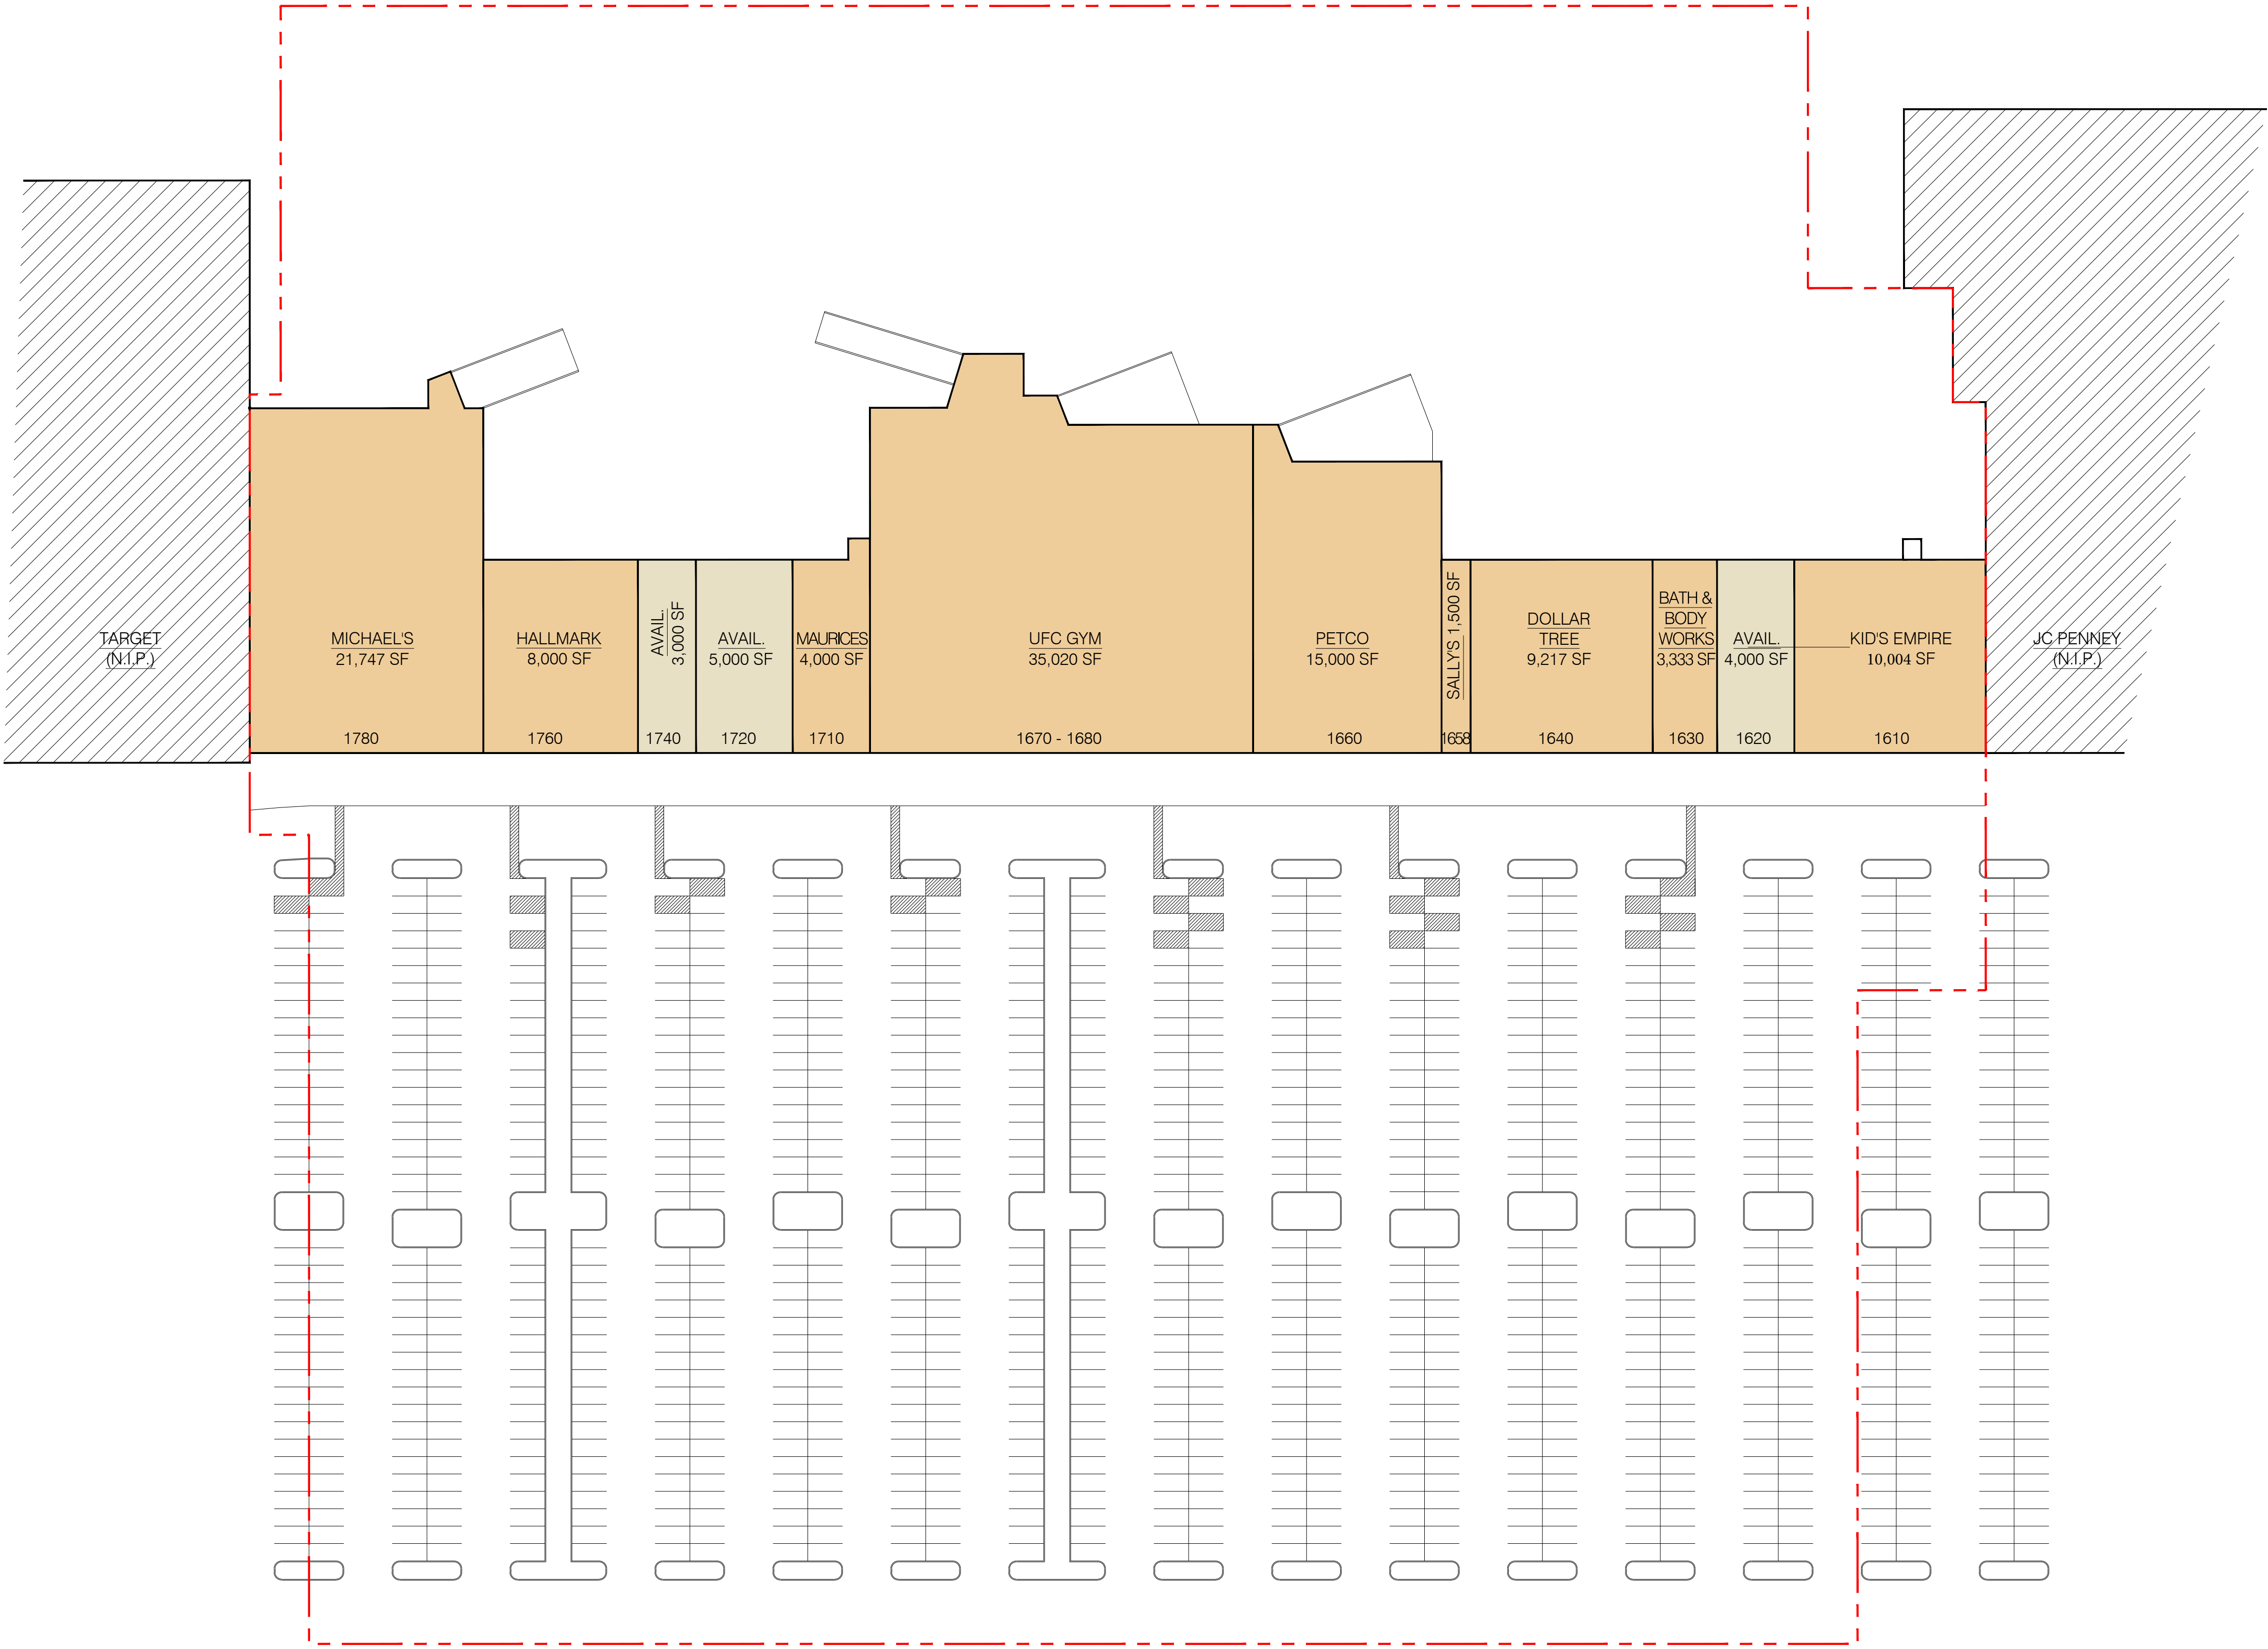 TARGET
(N.I.P.)
MICHAEL'S
21,747 SF
1780
HALLMARK
8,000 SF
1760
AVAIL.
3,000 SF
1740
AVAIL.
5,000 SF
1720
MAURICES
4,000 SF
1710
UFC GYM
35,020 SF
1670 - 1680
PETCO
15,000 SF
1660
SALLY'S 1,500 SF
1658
DOLLAR
TREE
9,217 SF
1640
BATH &
BODY
WORKS
3,333 SF
1630
AVAIL.
4,000 SF
1620
KID'S EMPIRE
10,004 SF
1610
JC PENNEY
(N.I.P.)